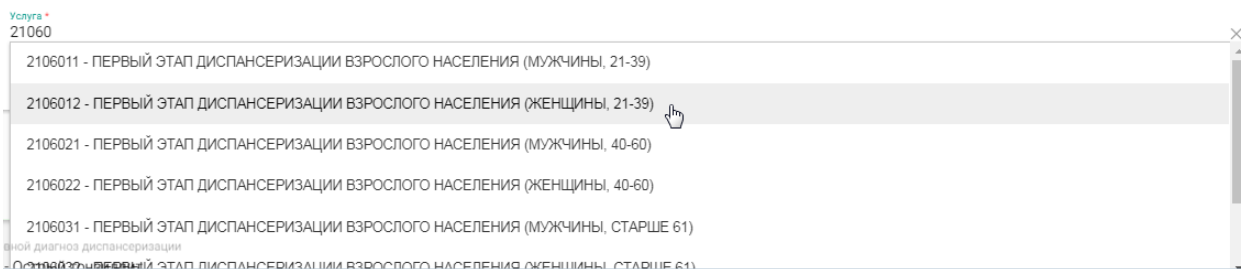 Услуга *
21060
2106011 - ПЕРВЫЙ ЭТАП ДИСПАНСЕРИЗАЦИИ ВЗРОСЛОГО НАСЕЛЕНИЯ (МУЖЧИНЫ, 21-39)
2106012 - ПЕРВЫЙ ЭТАП ДИСПАНСЕРИЗАЦИИ ВЗРОСЛОГО НАСЕЛЕНИЯ (ЖЕНЩИНЫ, 21-39)
2106021 - ПЕРВЫЙ ЭТАП ДИСПАНСЕРИЗАЦИИ ВЗРОСЛОГО НАСЕЛЕНИЯ (МУЖЧИНЫ, 40-60)
2106022 - ПЕРВЫЙ ЭТАП ДИСПАНСЕРИЗАЦИИ ВЗРОСЛОГО НАСЕЛЕНИЯ (ЖЕНЩИНЫ, 40-60)
2106031 - ПЕРВЫЙ ЭТАП ДИСПАНСЕРИЗАЦИИ ВЗРОСЛОГО НАСЕЛЕНИЯ (МУЖЧИНЫ, СТАРШЕ 61)
вной диагноз диспансеризации
ЭТАП ДИСПАНСЕРИЗАЦИИ ВЗРОСЛОГО НАСЕЛЕНИЯ (ЖЕНЩИНЫ, СТАРШЕ 61)